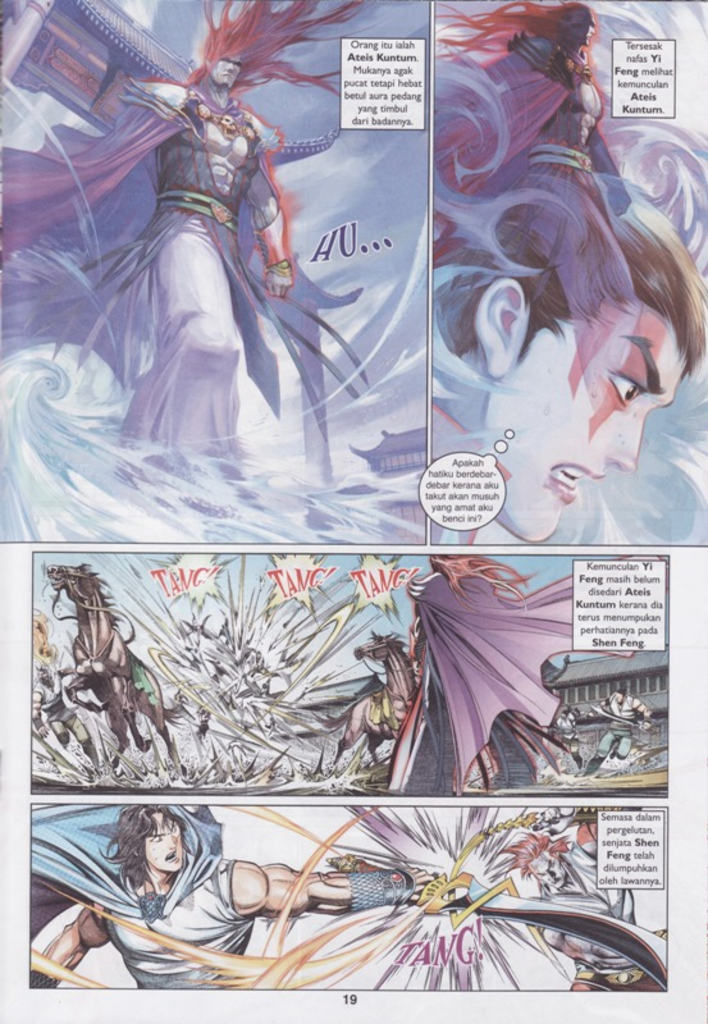 Orang itu ialah
Ateis Kuntum.
Mukanya agak
pucat tetapi hebat
betul aura pedang
yang timbul
dari badannya.
HU...
Tersesak
nafas Yi
Feng melihat
kemunculan
Ateis
Kuntum.
Apakah
hatiku berdebar-
debar kerana aku
takut akan musuh
yang amat aku
benci ini?
TANG!
TANG!
TANG!
Kemunculan Yi
Feng masih belum
disedari Ateis
Kuntum kerana dia
terus menumpukan
perhatiannya pada
Shen Feng.
Semasa dalam
pergelutan,
senjata Shen
Feng telah
dilumpuhkan
oleh lawannya.
TANG!
19